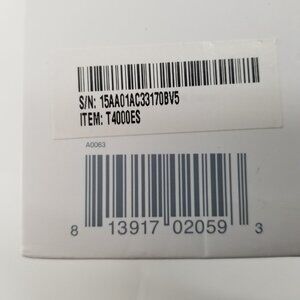 S/N: 15AA01AC33170BV5
ITEM: T4000ES
A0063
8 13917 02059 3